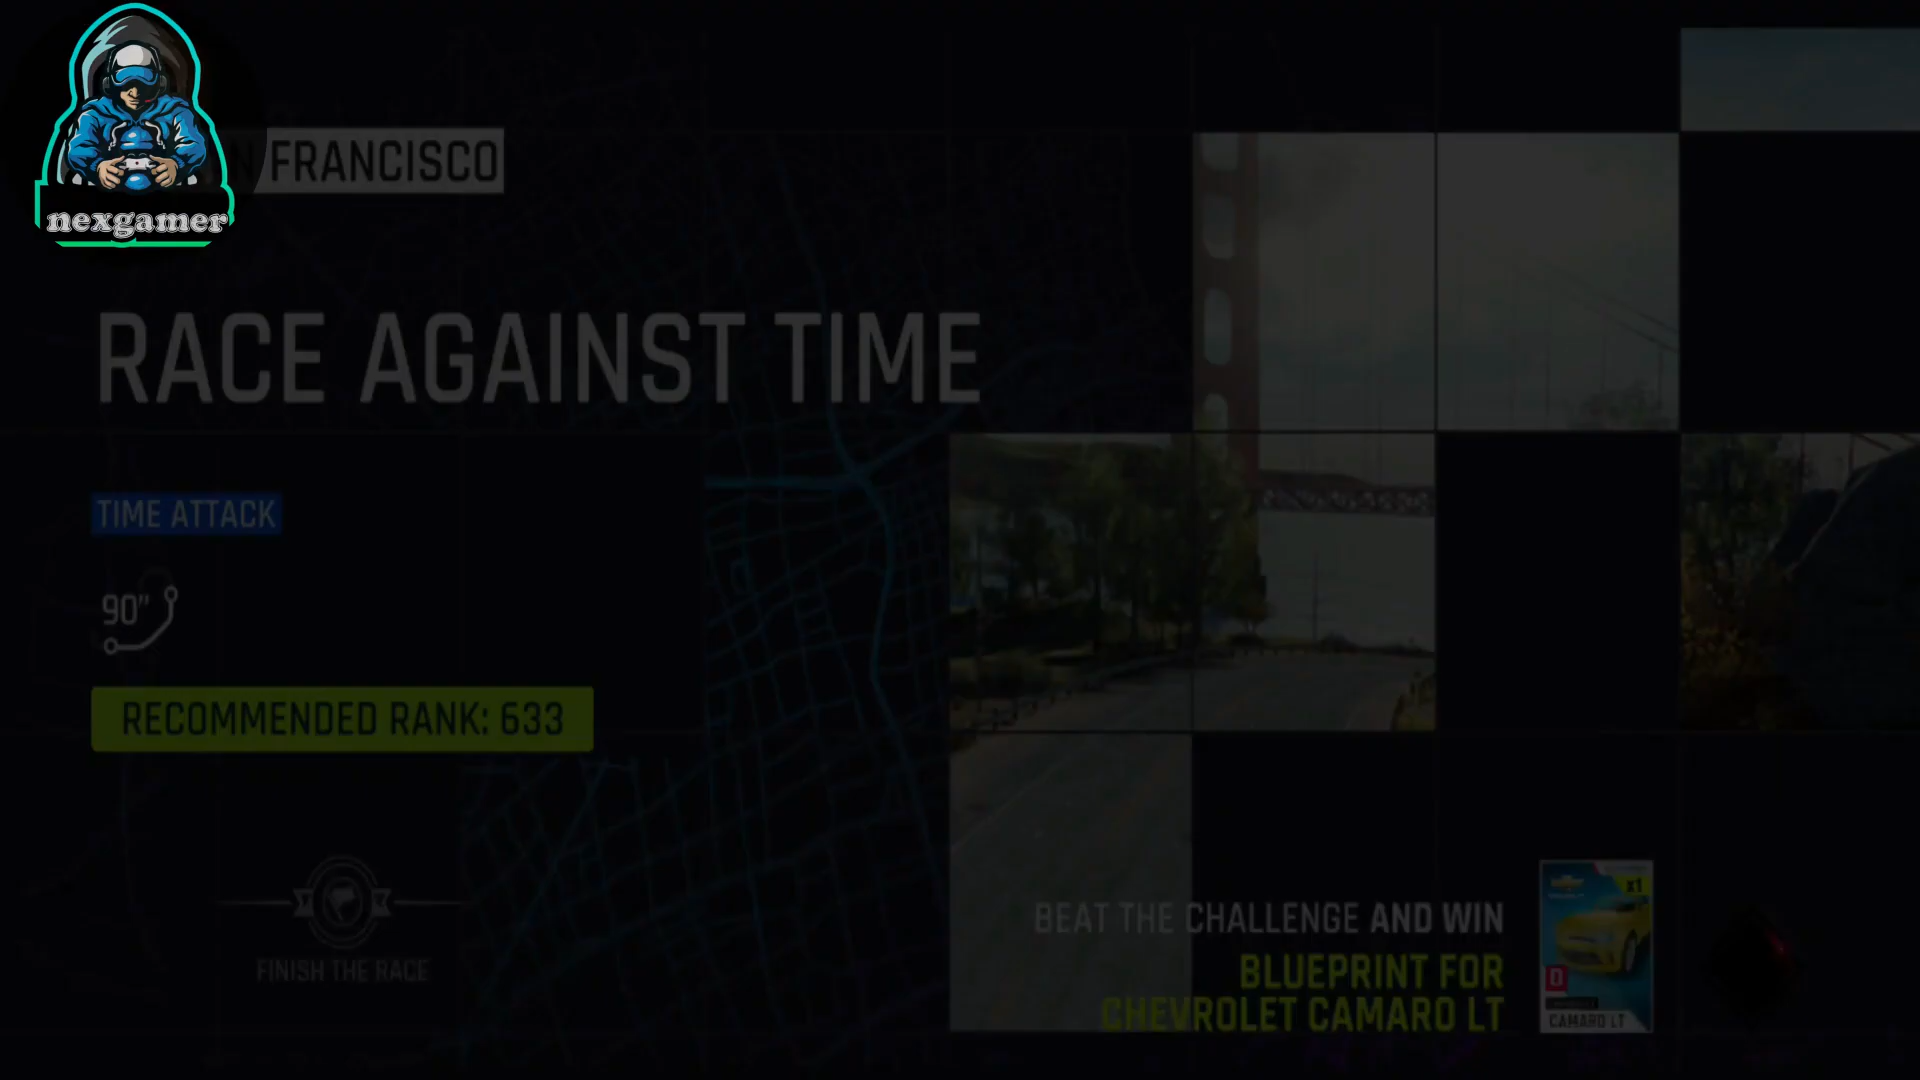 nexgamer
N FRANCISCO
RACE AGAINST TIME
TIME ATTACK
90"
RECOMMENDED RANK: 633
FINISH THE RACE
BEAT THE CHALLENGE AND WIN
BLUEPRINT FOR
CHEVROLET CAMARO LT
x1
D
CAMARO LT